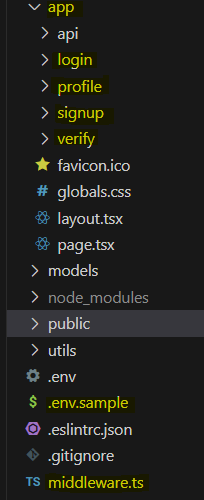 app
api
login
profile
signup
verify
favicon.ico
# globals.css
layout.tsx
page.tsx
models
node_modules
public
utils
.env
$ .env.sample
.eslintrc.json
.gitignore
TS middleware.ts